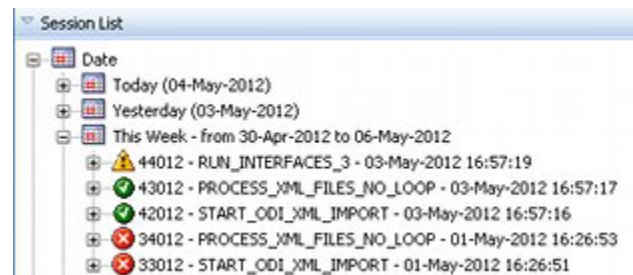 Session List
Date
Today (04-May-2012)
Yesterday (03-May-2012)
This Week - from 30-Apr-2012 to 06-May-2012
44012 - RUN_INTERFACES_3 - 03-May-2012 16:57:19
43012 - PROCESS_XML_FILES_NO_LOOP - 03-May-2012 16:57:17
42012 - START_ODI_XML_IMPORT - 03-May-2012 16:57:16
34012 - PROCESS_XML_FILES_NO_LOOP - 01-May-2012 16:26:53
33012 - START_ODI_XML_IMPORT - 01-May-2012 16:26:51